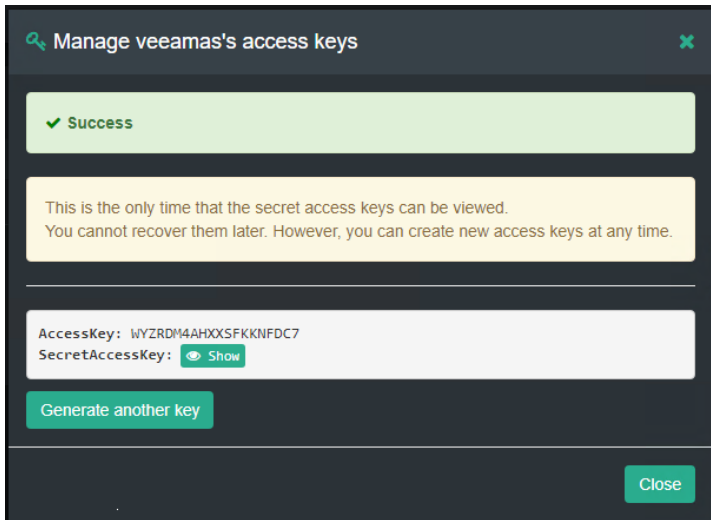 Manage veeamas's access keys
Success
This is the only time that the secret access keys can be viewed.
You cannot recover them later. However, you can create new access keys at any time.
AccessKey: WYZRDM4AHXXSFKKNFDC7
SecretAccessKey: Show
Generate another key
Close